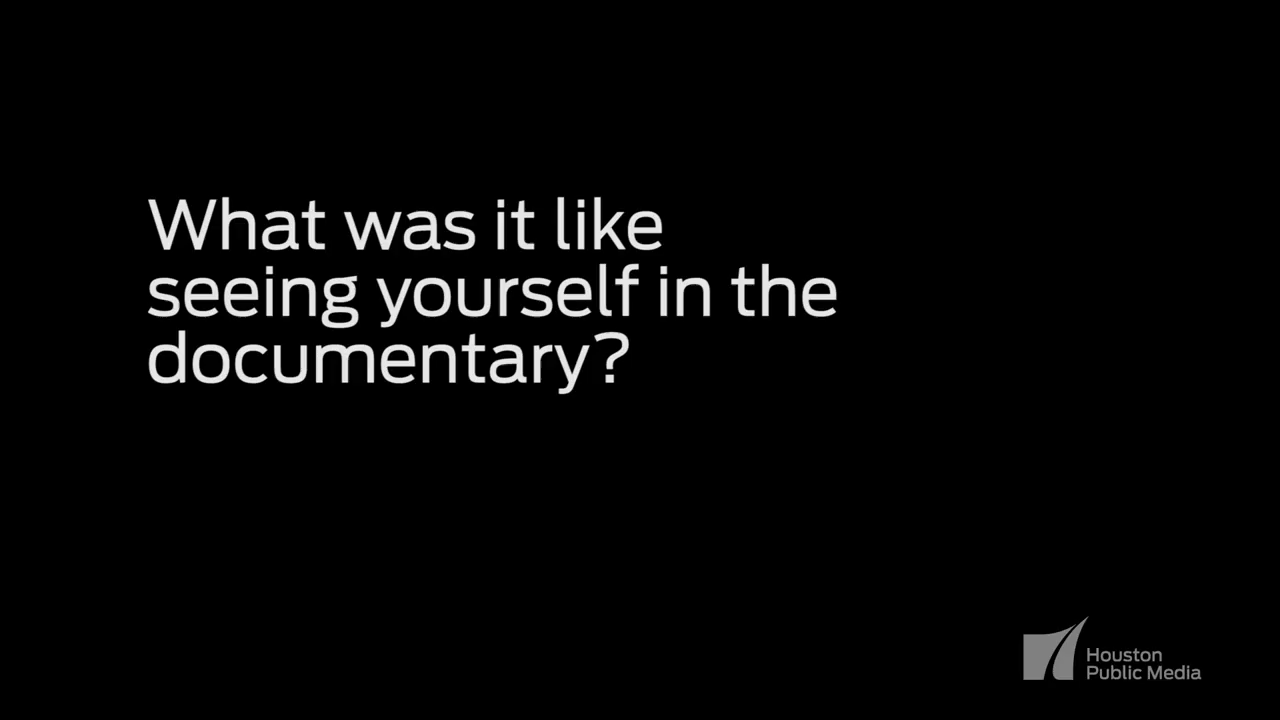 What was it like
seeing yourself in the
documentary?
Houston
Public Media